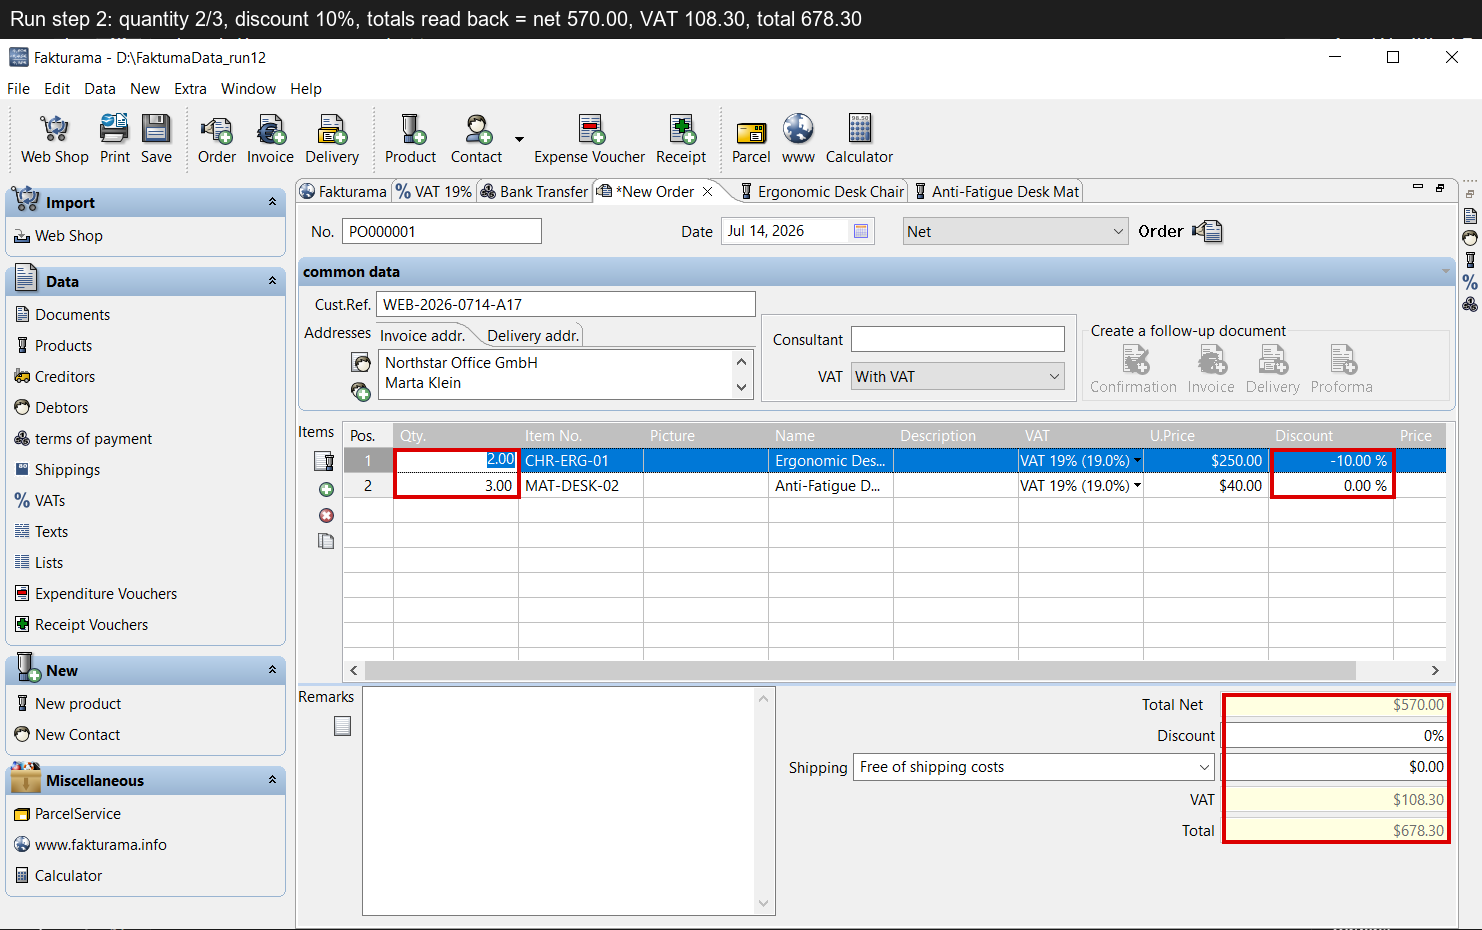 Run step 2: quantity 2/3, discount 10%, totals read back = net 570.00, VAT 108.30, total 678.30
Fakturama - D:\FaktumaData_run12
File Edit Data New Extra Window Help
Web Shop Print Save Order Invoice Delivery Product Contact Expense Voucher Receipt Parcel www Calculator
Import
Web Shop
Data
Documents
Products
Creditors
Debtors
terms of payment
Shippings
VATs
Texts
Lists
Expenditure Vouchers
Receipt Vouchers
New
New product
New Contact
Miscellaneous
ParcelService
www.fakturama.info
Calculator
Fakturama VAT 19% Bank Transfer *New Order Ergonomic Desk Chair Anti-Fatigue Desk Mat
No. PO000001 Date Jul 14, 2026 Net Order
common data
Cust.Ref. WEB-2026-0714-A17
Addresses Invoice addr. Delivery addr.
Northstar Office GmbH
Marta Klein
Consultant
VAT With VAT
Create a follow-up document
Confirmation Invoice Delivery Proforma
Items Pos. Qty. Item No. Picture Name Description VAT U.Price Discount Price
1 2.00 CHR-ERG-01 Ergonomic Des... VAT 19% (19.0%) $250.00 -10.00 %
2 3.00 MAT-DESK-02 Anti-Fatigue D... VAT 19% (19.0%) $40.00 0.00 %
Remarks
Total Net $570.00
Discount 0%
Shipping Free of shipping costs $0.00
VAT $108.30
Total $678.30